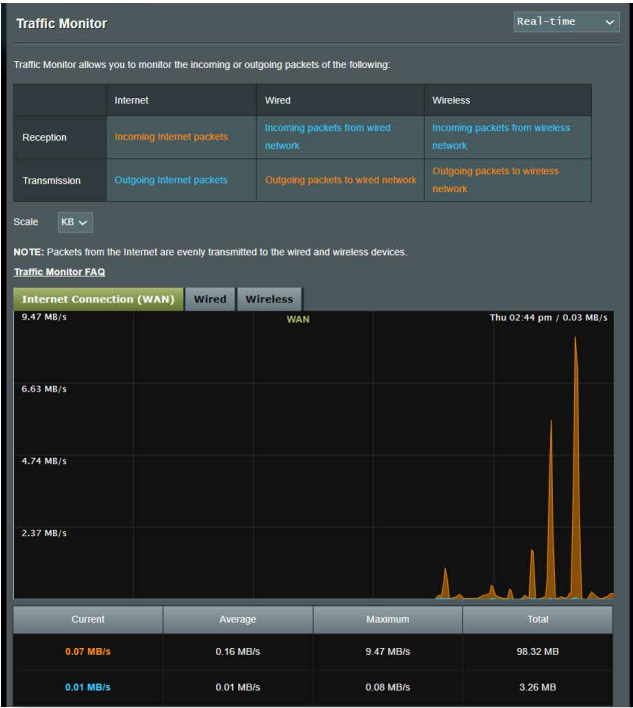 Traffic Monitor
Real-time
Traffic Monitor allows you to monitor the incoming or outgoing packets of the following:
Internet Wired Wireless
Reception Incoming Internet packets Incoming packets from wired network Incoming packets from wireless network
Transmission Outgoing Internet packets Outgoing packets to wired network Outgoing packets to wireless network
Scale KB
NOTE: Packets from the Internet are evenly transmitted to the wired and wireless devices.
Traffic Monitor FAQ
Internet Connection (WAN) Wired Wireless
9.47 MB/s WAN Thu 02:44 pm / 0.03 MB/s
6.63 MB/s
4.74 MB/s
2.37 MB/s
Current Average Maximum Total
0.07 MB/s 0.16 MB/s 9.47 MB/s 98.32 MB
0.01 MB/s 0.01 MB/s 0.08 MB/s 3.26 MB